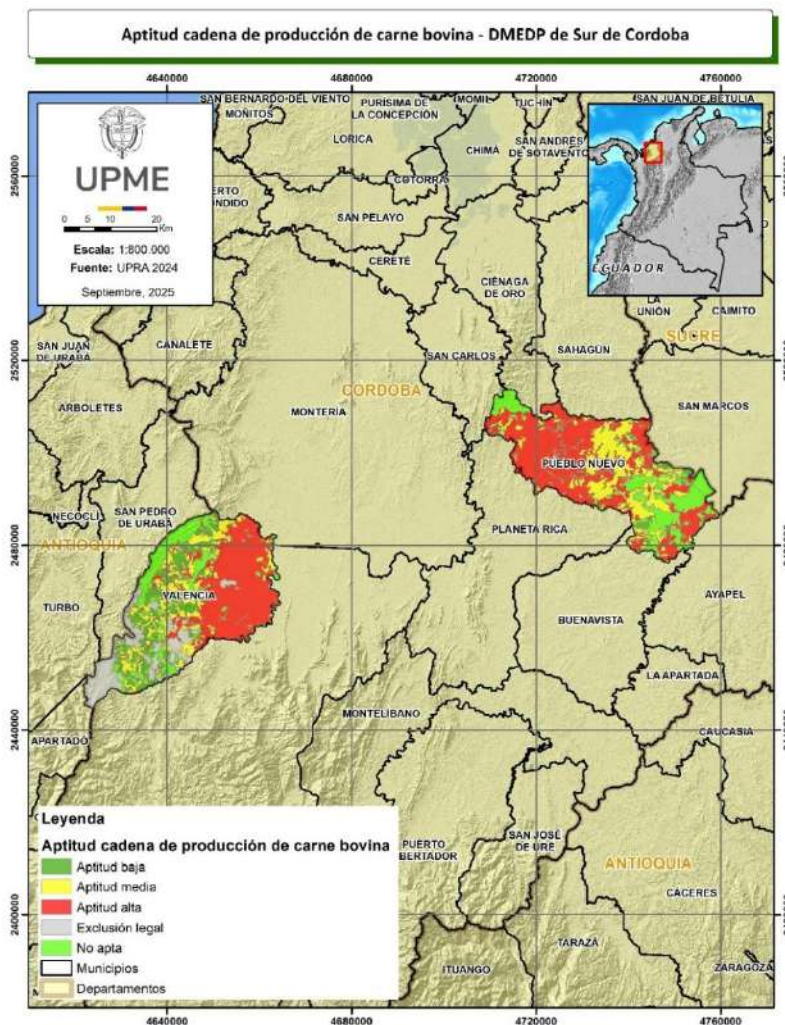 Aptitud cadena de producción de carne bovina - DMEDP de Sur de Cordoba
4640000
4680000
4720000
4760000
UPME
0 5 10 20
Km
Escala: 1:800.000
Fuente: UPRA 2024
Septiembre, 2025
SAN BERNARDO DEL VIENTO
MOÑITOS
PURÍSIMA DE
LA CONCEPCIÓN
MOMIL
TUCHÍN
SAN JUAN DE BETULIA
LORICA
CHIMÁ
SAN ANDRÉS
DE SOTAVENTO
COTORRA
SAN PELAYO
CERETÉ
CIÉNAGA
DE ORO
ECUADOR
LA
UNIÓN
CAIMITO
SUCRE
2560000
2520000
SAN JUAN
DE URABÁ
CANALETE
SAN CARLOS
SAHAGÚN
CORDOBA
ARBOLETES
MONTERÍA
SAN MARCOS
PUEBLO NUEVO
NECOCLÍ
SAN PEDRO
DE URABÁ
PLANETA RICA
2480000
ANTIOQUIA
TURBO
VALENCIA
BUENAVISTA
AYAPEL
LA APARTADA
2440000
APARTADÓ
MONTELÍBANO
CAUCASIA
PUERTO
BERTADOR
SAN JOSÉ
DE URÉ
ANTIOQUIA
CÁCERES
2400000
TARAZÁ
ITUANGO
ZARAGOZA
Leyenda
Aptitud cadena de producción de carne bovina
Aptitud baja
Aptitud media
Aptitud alta
Exclusión legal
No apta
Municipios
Departamentos
4640000
4680000
4720000
4760000